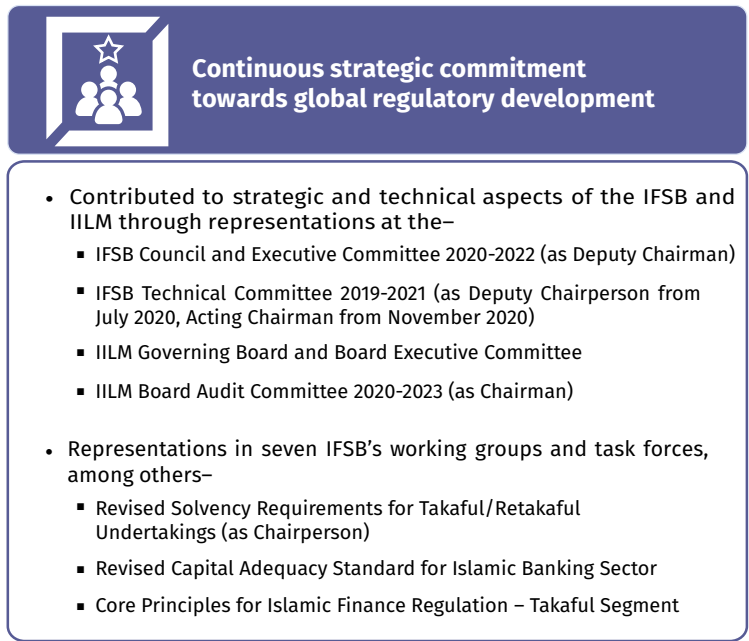 Continuous strategic commitment
towards global regulatory development
• Contributed to strategic and technical aspects of the IFSB and
IILM through representations at the–
▪ IFSB Council and Executive Committee 2020-2022 (as Deputy Chairman)
▪ IFSB Technical Committee 2019-2021 (as Deputy Chairperson from
July 2020, Acting Chairman from November 2020)
▪ IILM Governing Board and Board Executive Committee
▪ IILM Board Audit Committee 2020-2023 (as Chairman)
• Representations in seven IFSB's working groups and task forces,
among others–
▪ Revised Solvency Requirements for Takaful/Retakaful
Undertakings (as Chairperson)
▪ Revised Capital Adequacy Standard for Islamic Banking Sector
▪ Core Principles for Islamic Finance Regulation – Takaful Segment